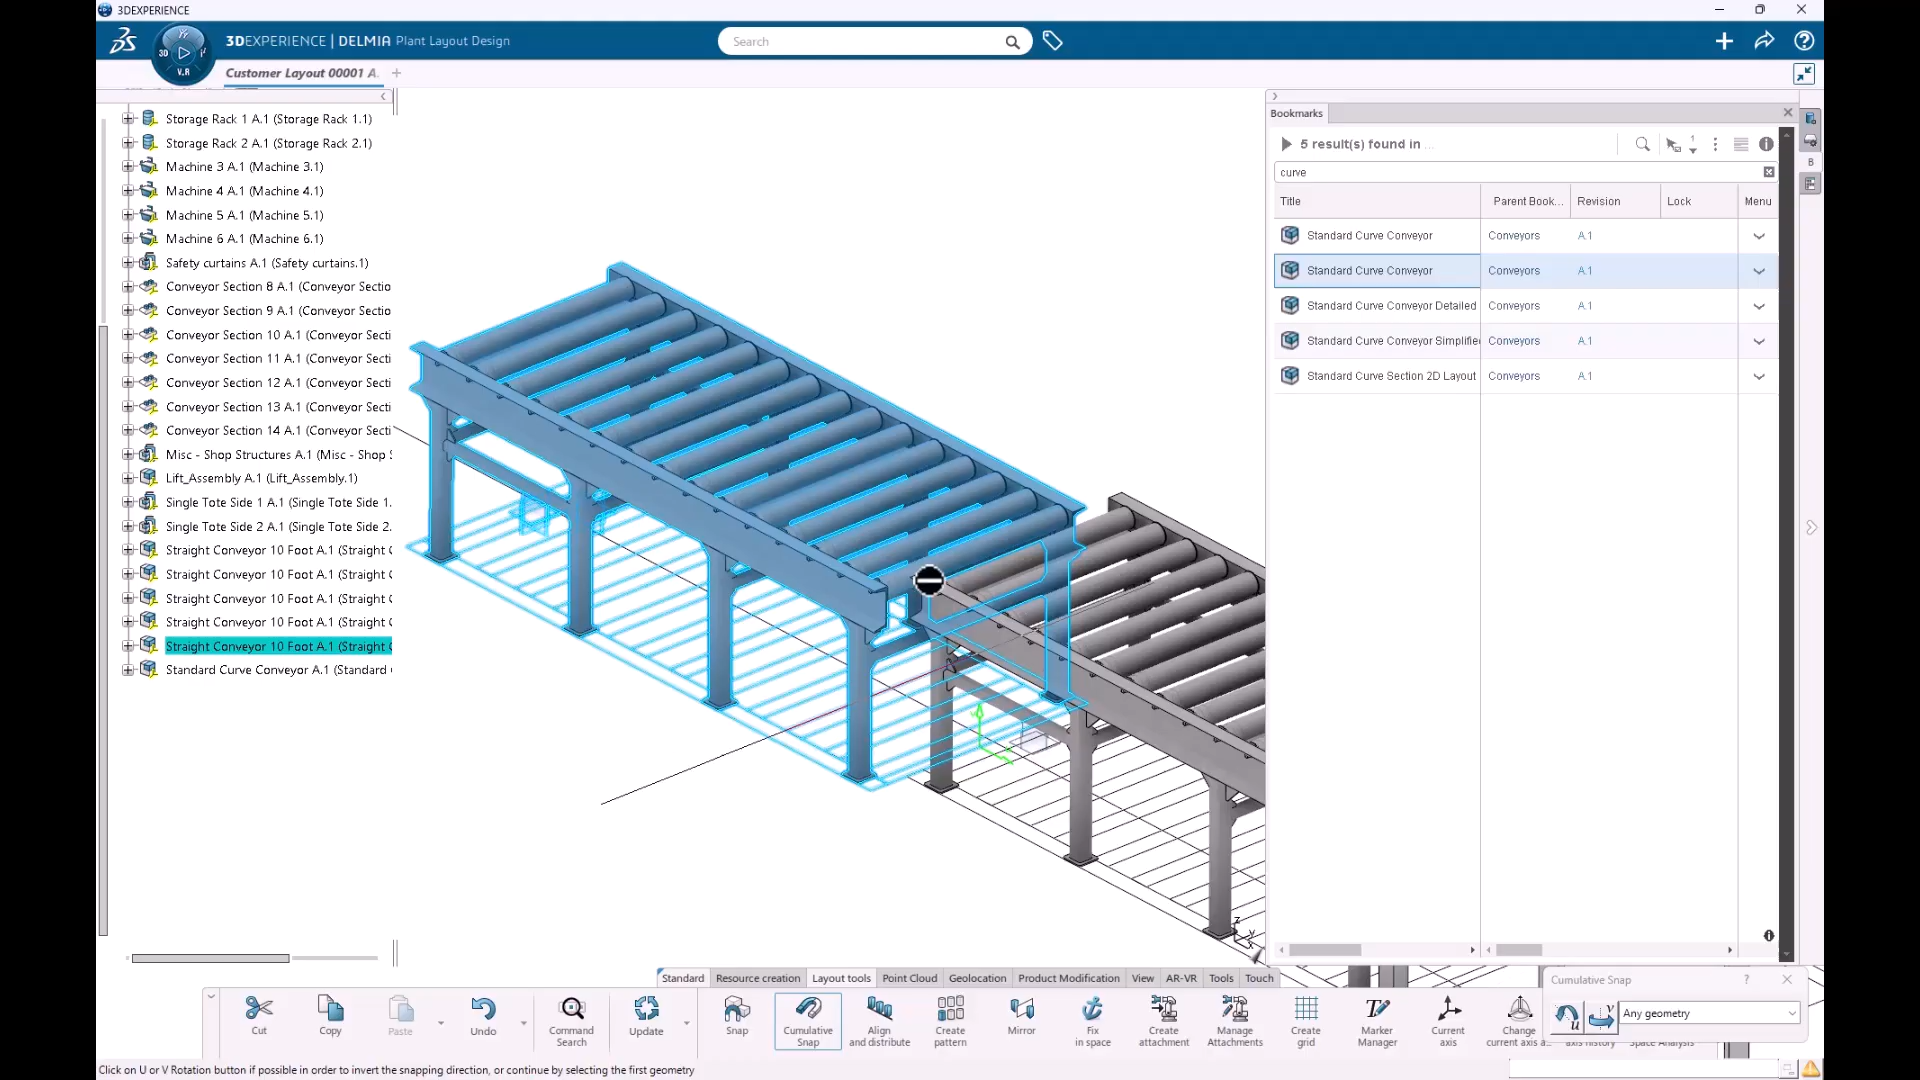 3DEXPERIENCE
3DEXPERIENCE | DELMIA Plant Layout Design
Search
3D
V.R
Customer Layout 00001 A.
Storage Rack 1 A.1 (Storage Rack 1.1)
Storage Rack 2 A.1 (Storage Rack 2.1)
Machine 3 A.1 (Machine 3.1)
Machine 4 A.1 (Machine 4.1)
Machine 5 A.1 (Machine 5.1)
Machine 6 A.1 (Machine 6.1)
Safety curtains A.1 (Safety curtains.1)
Conveyor Section 8 A.1 (Conveyor Sectio
Conveyor Section 9 A.1 (Conveyor Sectio
Conveyor Section 10 A.1 (Conveyor Secti
Conveyor Section 11 A.1 (Conveyor Secti
Conveyor Section 12 A.1 (Conveyor Secti
Conveyor Section 13 A.1 (Conveyor Secti
Conveyor Section 14 A.1 (Conveyor Secti
Misc - Shop Structures A.1 (Misc - Shop S
Lift_Assembly A.1 (Lift_Assembly.1)
Single Tote Side 1 A.1 (Single Tote Side 1.
Single Tote Side 2 A.1 (Single Tote Side 2.
Straight Conveyor 10 Foot A.1 (Straight C
Straight Conveyor 10 Foot A.1 (Straight C
Straight Conveyor 10 Foot A.1 (Straight C
Straight Conveyor 10 Foot A.1 (Straight C
Straight Conveyor 10 Foot A.1 (Straight C
Standard Curve Conveyor A.1 (Standard
Bookmarks
5 result(s) found in ...
1
curve
Title Parent Book... Revision Lock Menu
Standard Curve Conveyor Conveyors A.1
Standard Curve Conveyor Conveyors A.1
Standard Curve Conveyor Detailed Conveyors A.1
Standard Curve Conveyor Simplifie Conveyors A.1
Standard Curve Section 2D Layout Conveyors A.1
B
Z
Y
X
Standard Resource creation Layout tools Point Cloud Geolocation Product Modification View AR-VR Tools Touch
Cumulative Snap ?
Any geometry
Cut
Copy
Paste
Undo
Command Search
Update
Snap
Cumulative Snap
Align and distribute
Create pattern
Mirror
Fix in space
Create attachment
Manage Attachments
Create grid
Marker Manager
Current axis
Change current axis a...
axis history
Space Analysis
Click on U or V Rotation button if possible in order to invert the snapping direction, or continue by selecting the first geometry